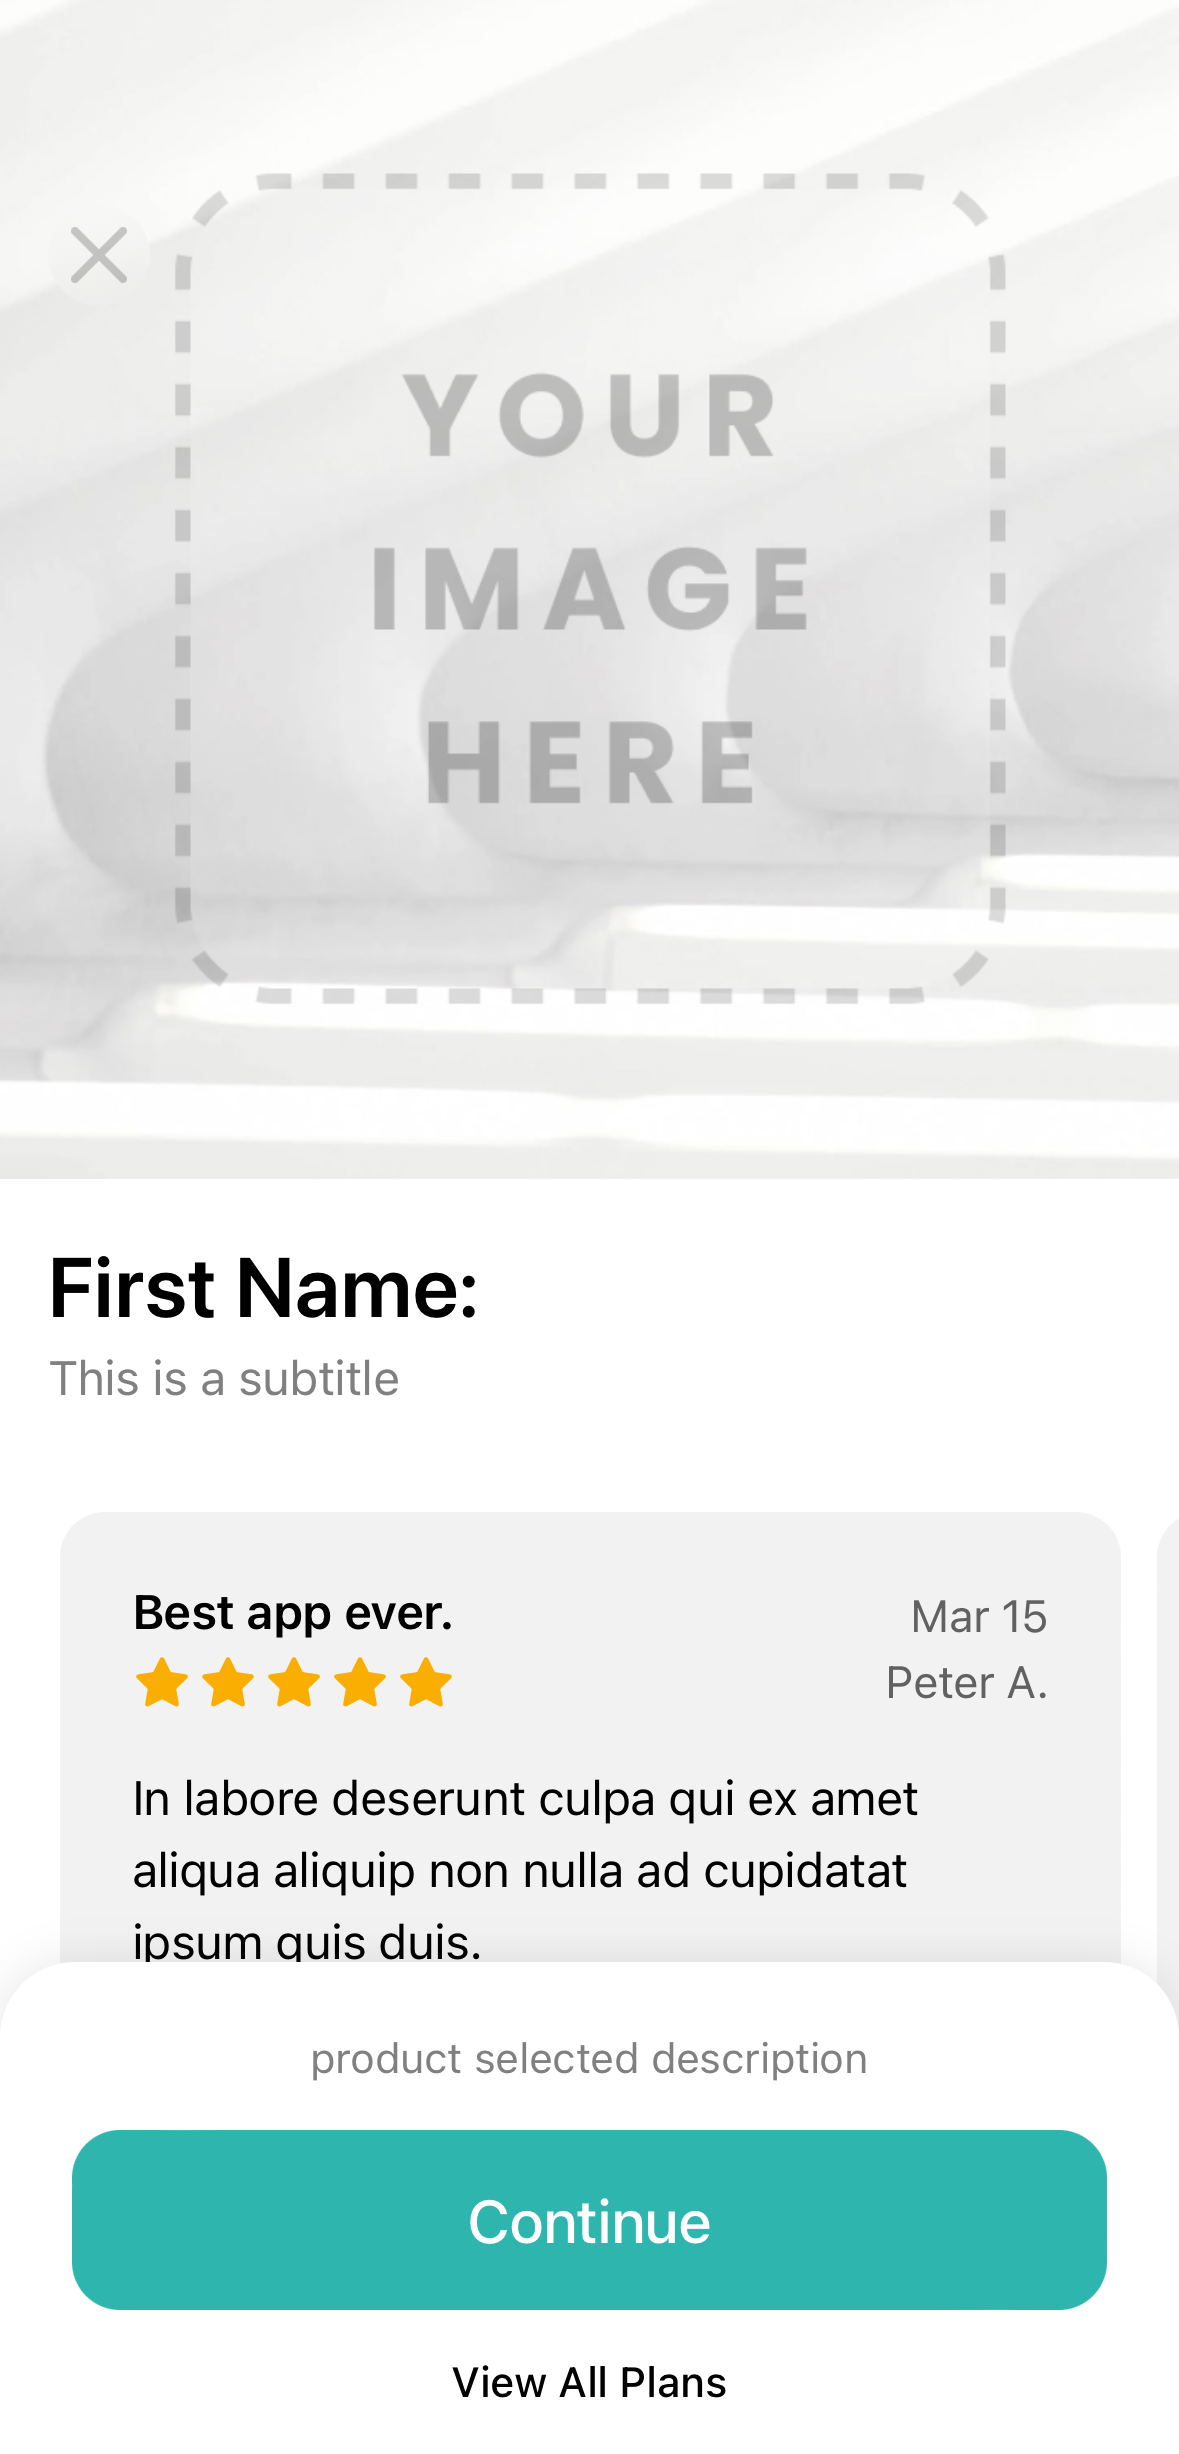 YOUR
IMAGE
HERE
First Name:
This is a subtitle
Best app ever.
Mar 15
Peter A.
In labore deserunt culpa qui ex amet
aliqua aliquip non nulla ad cupidatat
ipsum quis duis.
product selected description
Continue
View All Plans